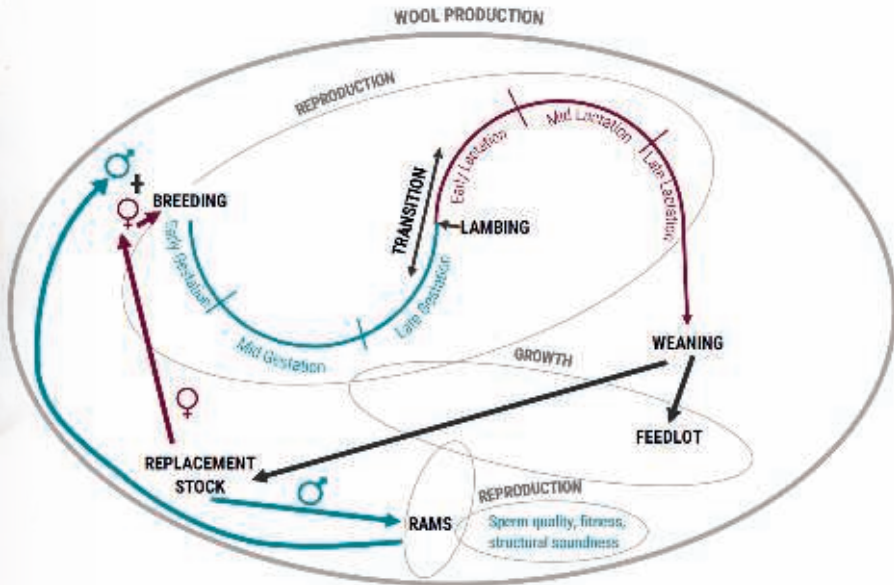 WOOL PRODUCTION
REPRODUCTION
Early Lactation
Mid Lactation
Late Lactation
TRANSITION
BREEDING
LAMBING
Early Gestation
Mid Gestation
Late Gestation
WEANING
GROWTH
FEEDLOT
REPLACEMENT
STOCK
RAMS
REPRODUCTION
Sperm quality, fitness,
structural soundness